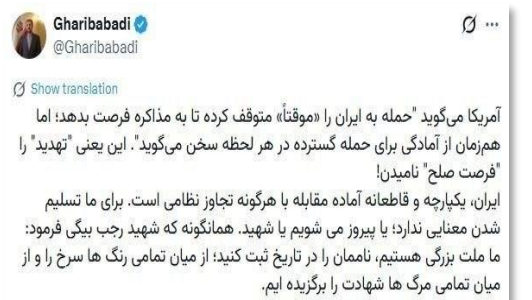 Gharibabadi
@Gharibabadi
Show translation
آمریکا می‌گوید "حمله به ایران را «موقتاً» متوقف کرده تا به مذاکره فرصت بدهد؛ اما
هم‌زمان از آمادگی برای حمله گسترده در هر لحظه سخن می‌گوید". این یعنی "تهدید" را
"فرصت صلح" نامیدن!
ایران، یکپارچه و قاطعانه آماده مقابله با هرگونه تجاوز نظامی است. برای ما تسلیم
شدن معنایی ندارد؛ یا پیروز می شویم یا شهید. همانگونه که شهید رجب بیگی فرمود:
ما ملت بزرگی هستیم، ناممان را در تاریخ ثبت کنید؛ از میان تمامی رنگ ها سرخ را و از
میان تمامی مرگ ها شهادت را برگزیده ایم.